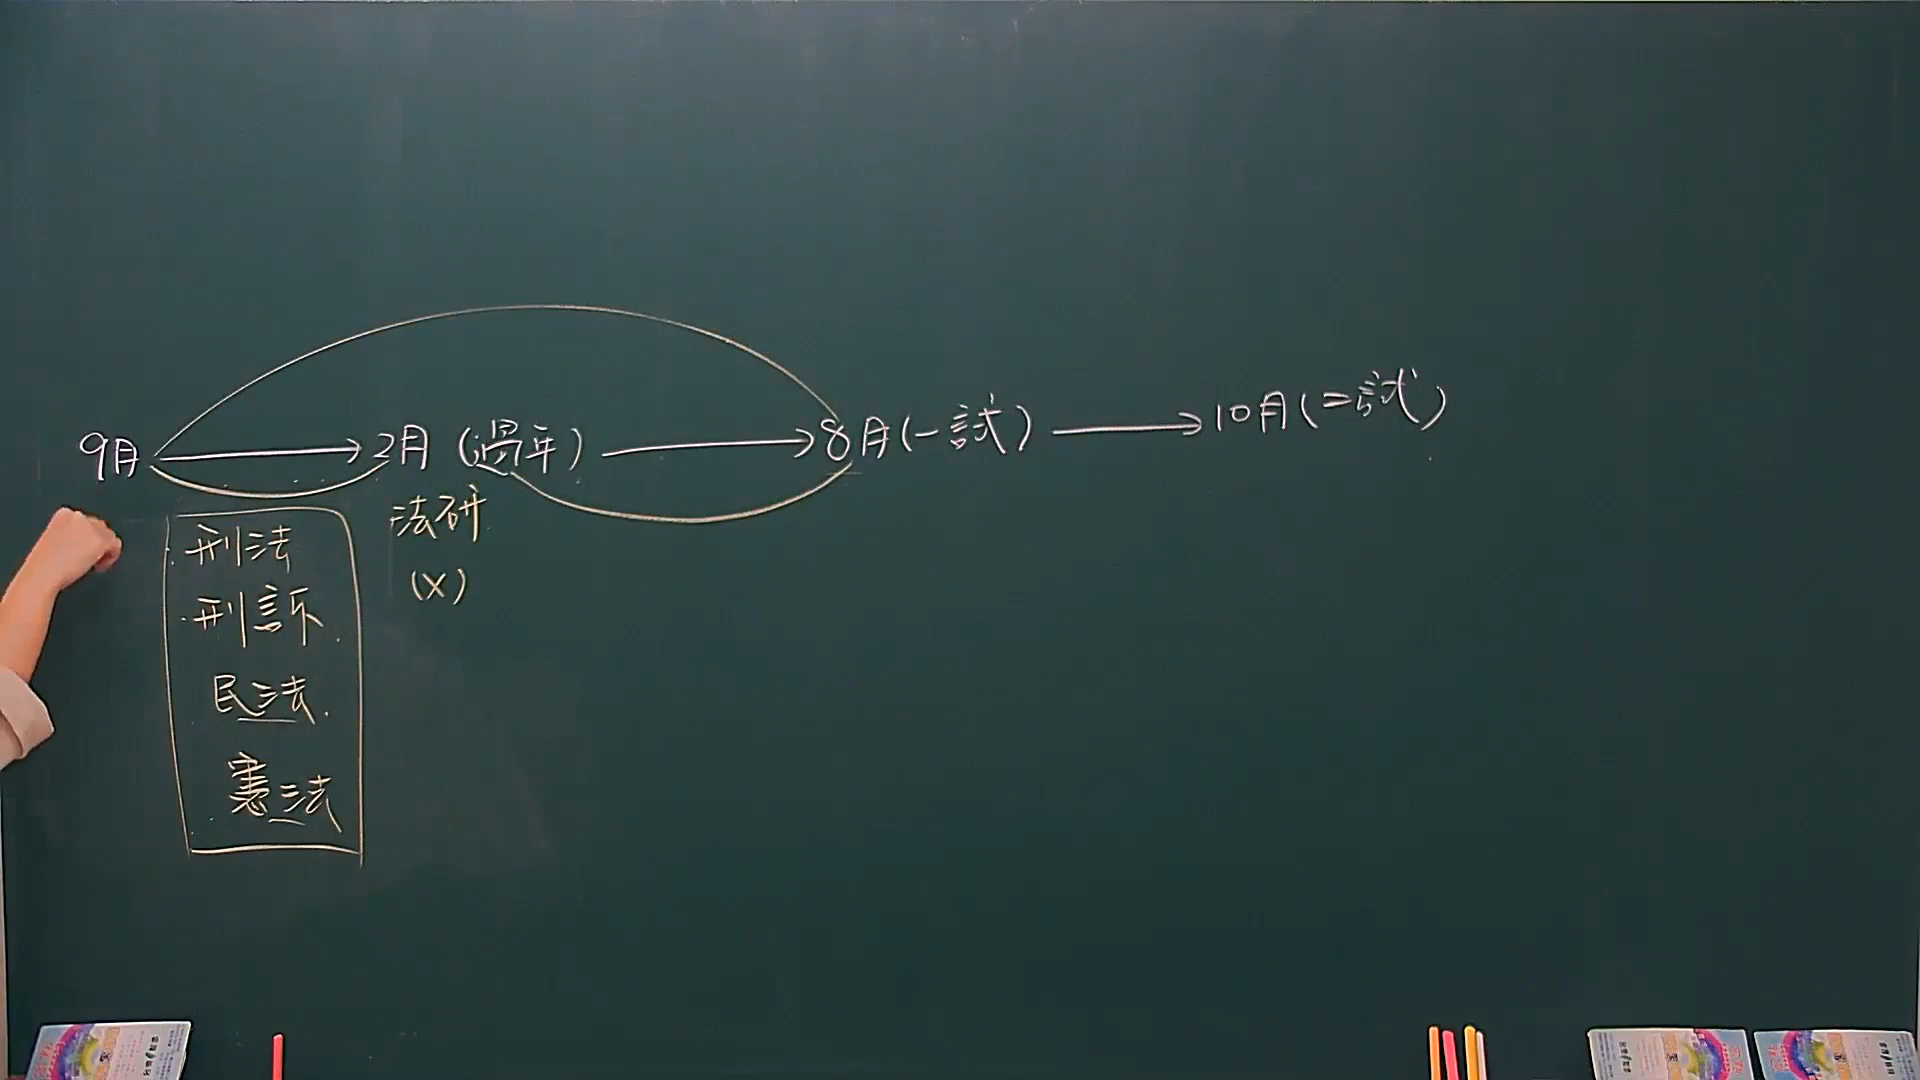 9月 → 2月(過年) → 8月(一試) → 10月(二試)
法研
(X)
刑法
刑訴
民法
憲法